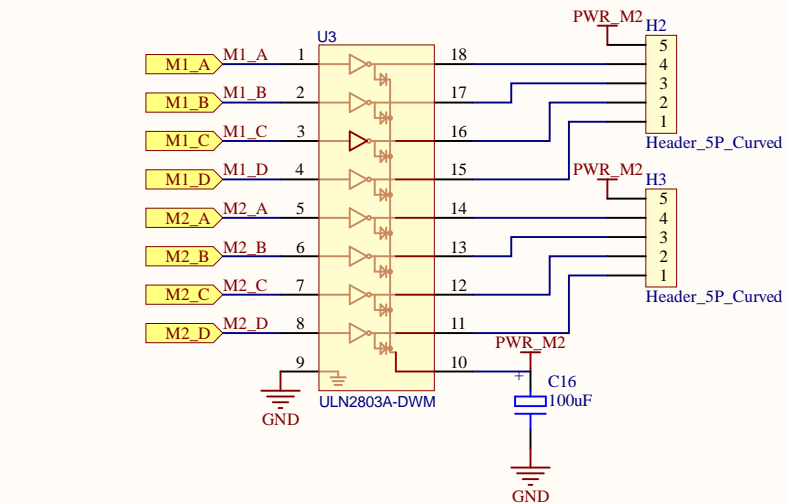 PWR_M2
H2
U3
M1_A M1_A 1 18 5
4
M1_B M1_B 2 17 3
2
M1_C M1_C 3 16 1
Header_5P_Curved
M1_D M1_D 4 15
PWR_M2
H3
M2_A M2_A 5 14 5
4
M2_B M2_B 6 13 3
2
M2_C M2_C 7 12 1
Header_5P_Curved
M2_D M2_D 8 11
PWR_M2
9 10
+
C16
100uF
ULN2803A-DWM
GND
GND